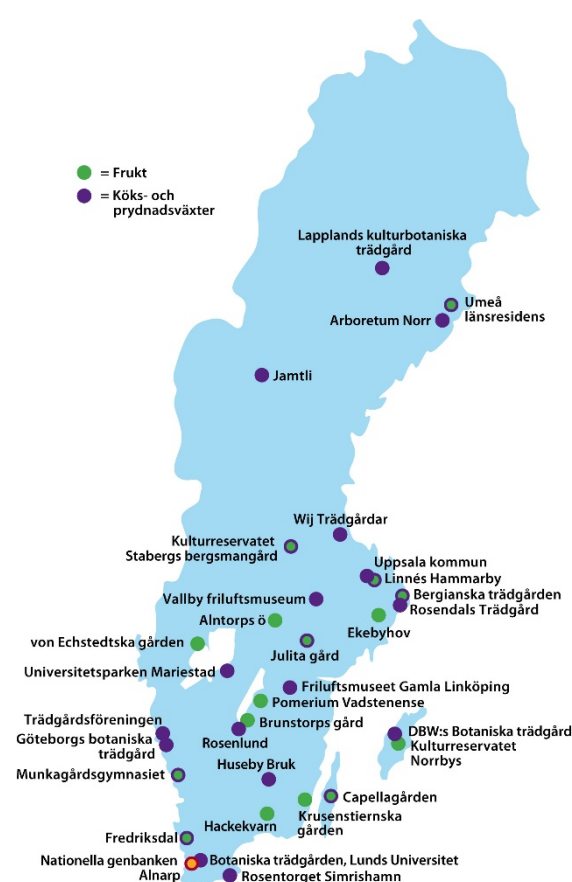 = Frukt
= Köks- och
prydnadsväxter
Lapplands kulturbotaniska
trädgård
Umeå
länsresidens
Arboretum Norr
Jamtli
Wij Trädgårdar
Kulturreservatet
Stabergs bergsmangård
Uppsala kommun
Linnés Hammarby
Bergianska trädgården
Rosendals Trädgård
Vallby friluftsmuseum
Alntorps ö
Ekebyhov
von Echstedtska gården
Julita gård
Universitetsparken Mariestad
Friluftsmuseet Gamla Linköping
Pomerium Vadstenense
Trädgårdsföreningen
Brunstorps gård
Göteborgs botaniska
trädgård
Rosenlund
DBW:s Botaniska trädgård
Kulturreservatet
Norrbys
Munkagårdsgymnasiet
Huseby Bruk
Capellagården
Krusenstiernska
gården
Hackekvarn
Fredriksdal
Nationella genbanken
Alnarp
Botaniska trädgården, Lunds Universitet
Rosentorget Simrishamn